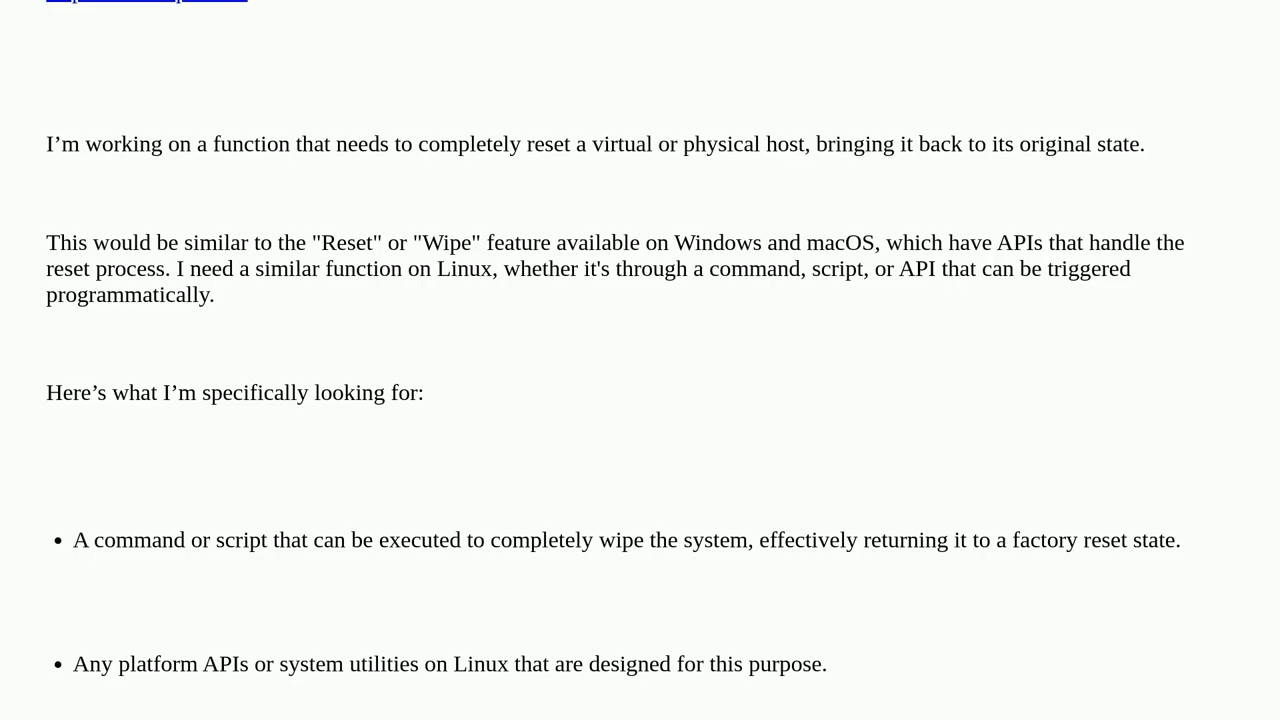 I’m working on a function that needs to completely reset a virtual or physical host, bringing it back to its original state.
This would be similar to the "Reset" or "Wipe" feature available on Windows and macOS, which have APIs that handle the
reset process. I need a similar function on Linux, whether it's through a command, script, or API that can be triggered
programmatically.
Here’s what I’m specifically looking for:
• A command or script that can be executed to completely wipe the system, effectively returning it to a factory reset state.
• Any platform APIs or system utilities on Linux that are designed for this purpose.